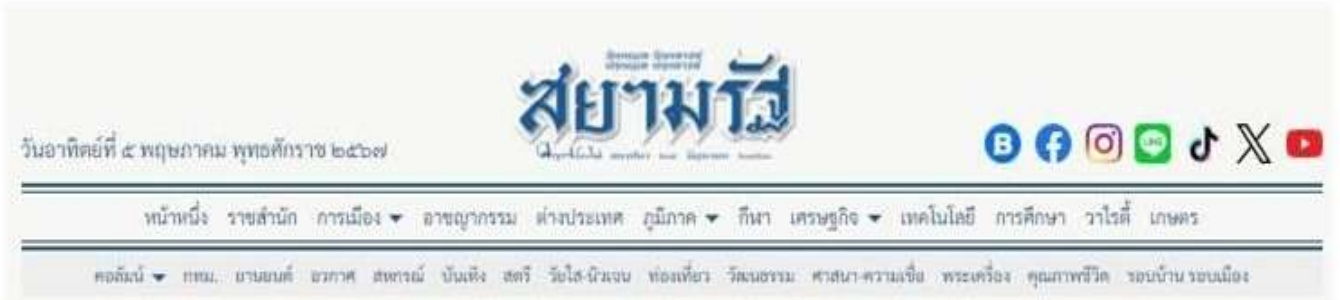 สยามรัฐ
วันอาทิตย์ที่ ๕ พฤษภาคม พุทธศักราช ๒๕๖๗
B LINE
หน้าหนึ่ง ราชสำนัก การเมือง อาชญากรรม ต่างประเทศ ภูมิภาค กีฬา เศรษฐกิจ เทคโนโลยี การศึกษา วาไรตี้ เกษตร
คอลัมน์ กทม. ยานยนต์ อวกาศ สหกรณ์ บันเทิง สตรี วัยใส-นิวเจน ท่องเที่ยว วัฒนธรรม ศาสนา-ความเชื่อ พระเครื่อง คุณภาพชีวิต รอบบ้าน รอบเมือง